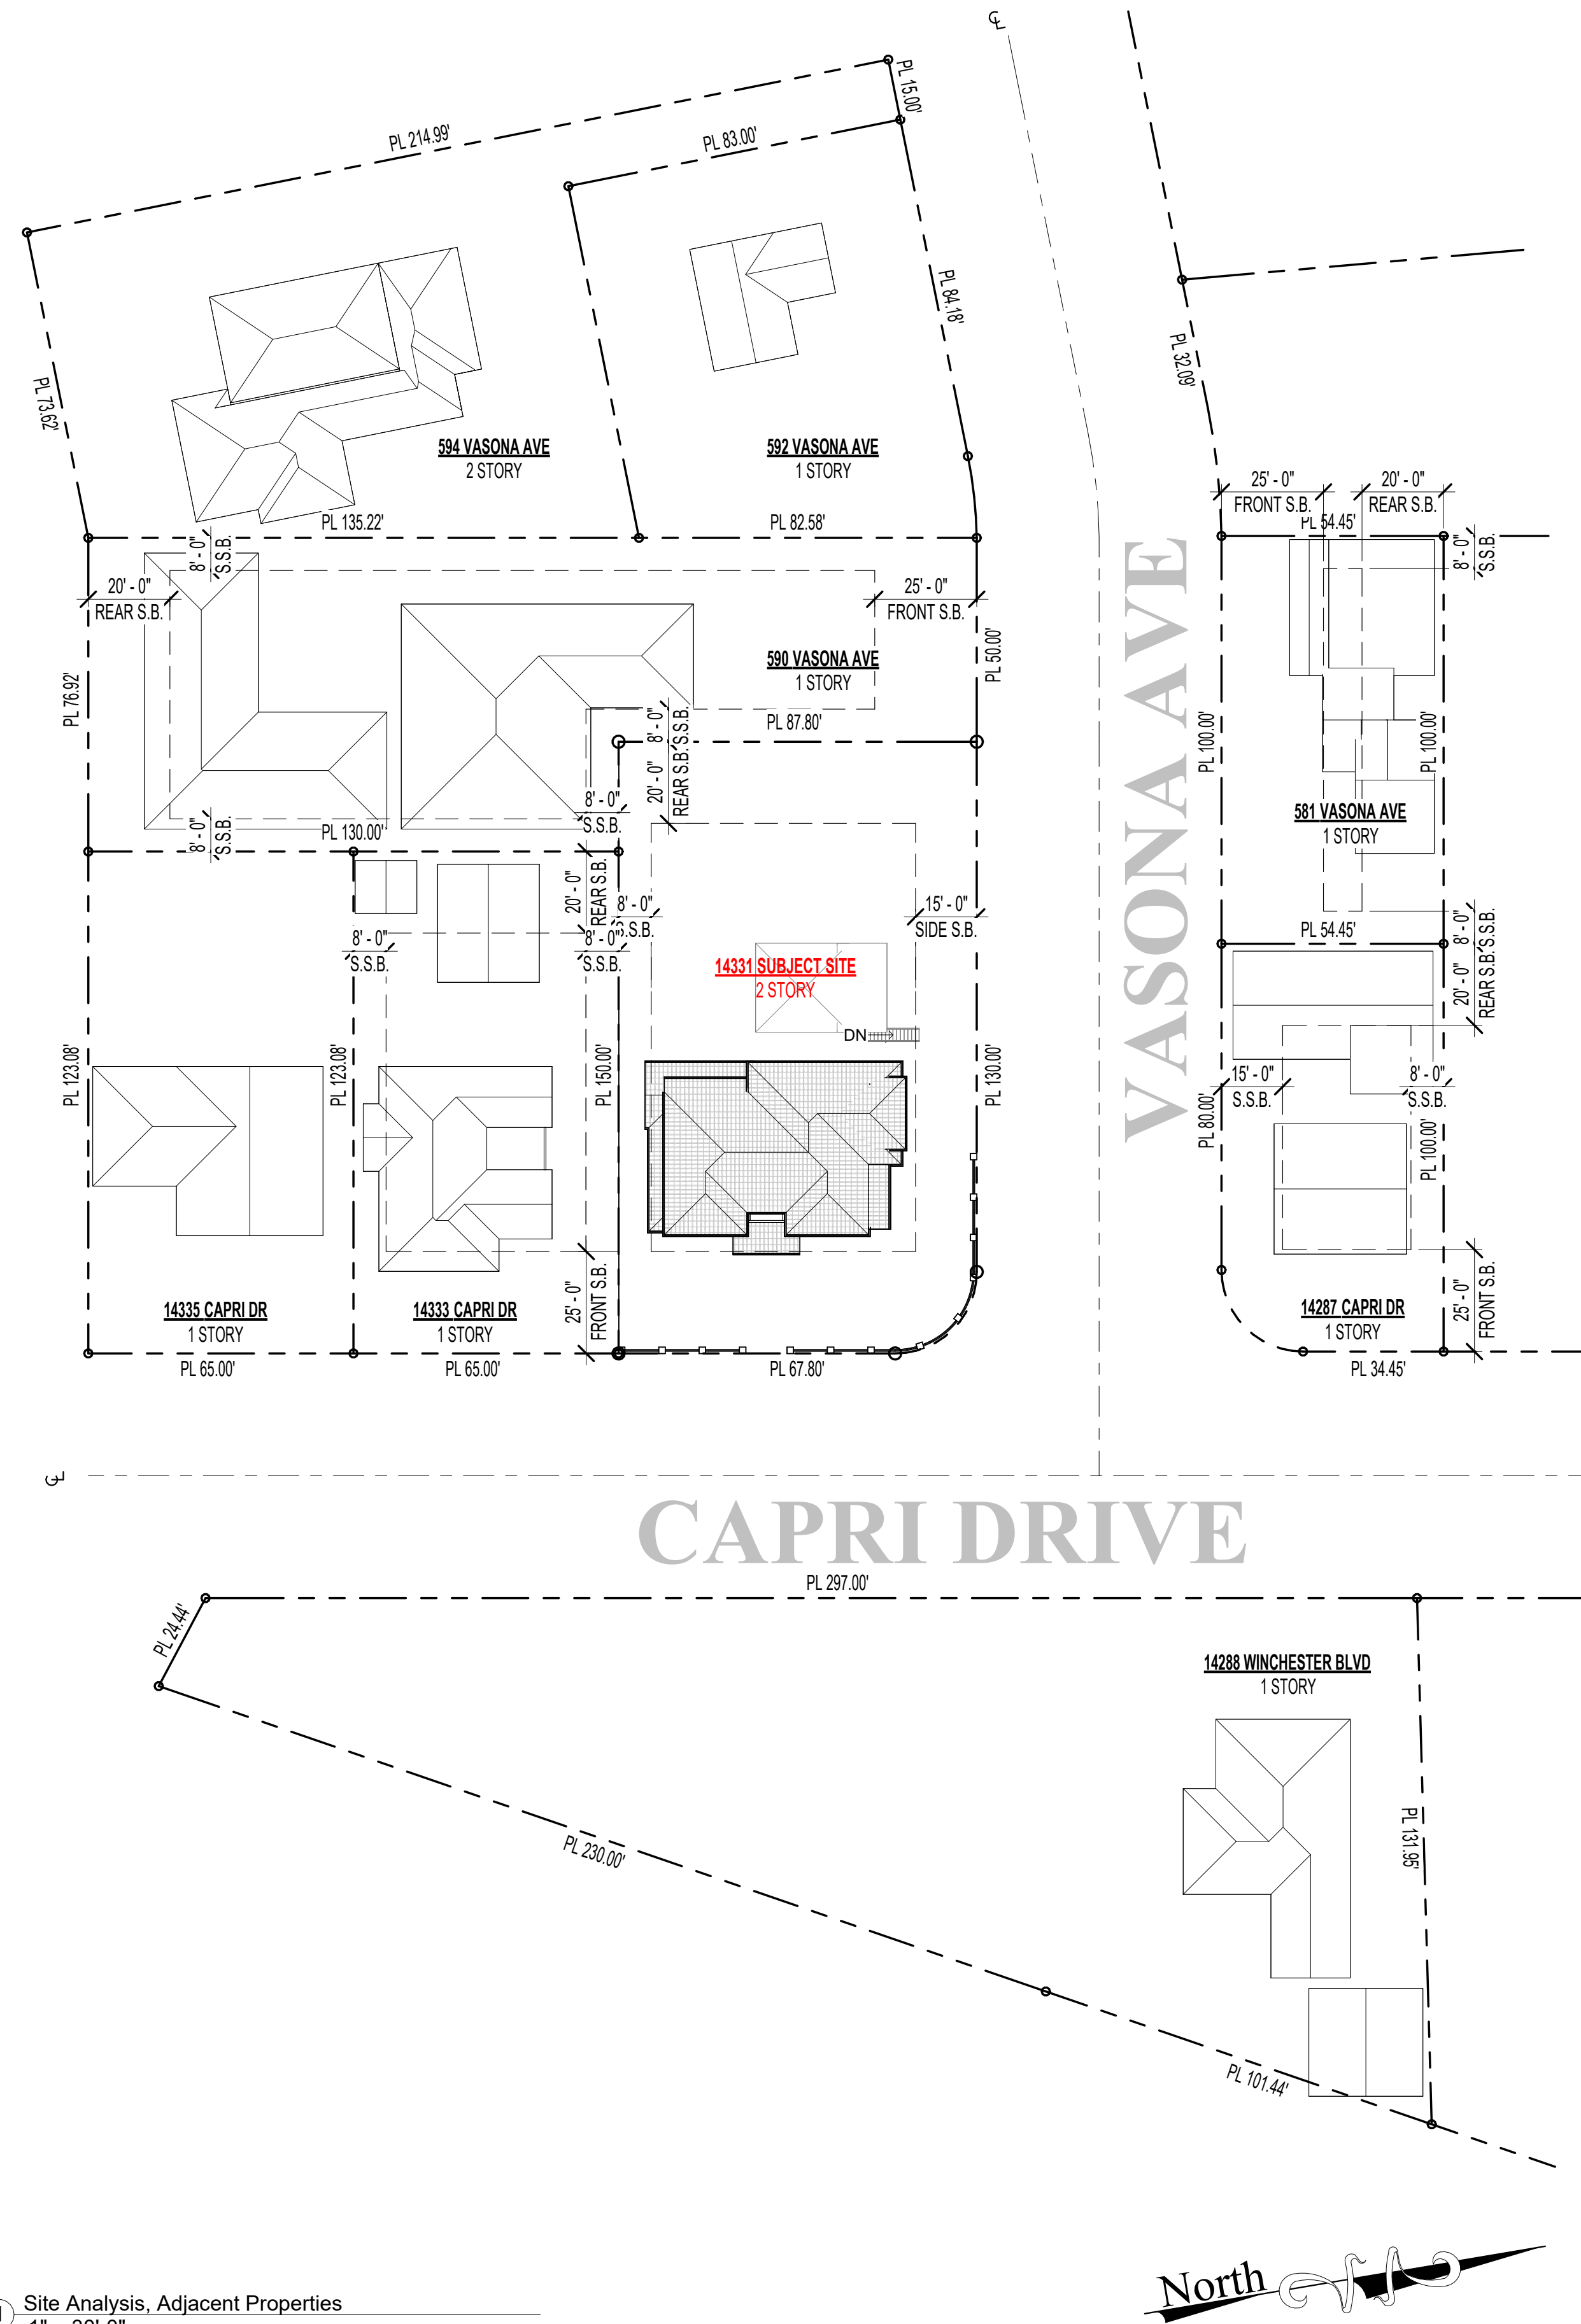 PL 15.00'
PL 214.99'
PL 83.00'
PL 84.18'
PL 32.09'
PL 73.62'
594 VASONA AVE
2 STORY
592 VASONA AVE
1 STORY
25' - 0"
FRONT S.B.
20' - 0"
REAR S.B.
PL 54.45'
PL 135.22'
PL 82.58'
8' - 0"
S.S.B.
8' - 0"
S.S.B.
20' - 0"
REAR S.B.
25' - 0"
FRONT S.B.
590 VASONA AVE
1 STORY
PL 50.00'
PL 76.92'
PL 87.80'
8' - 0"
S.S.B.
20' - 0"
REAR S.B.
PL 100.00'
PL 100.00'
VASONA AVE
8' - 0"
S.S.B.
8' - 0"
S.S.B.
PL 130.00'
581 VASONA AVE
1 STORY
20' - 0"
REAR S.B.
8' - 0"
S.S.B.
8' - 0"
S.S.B.
8' - 0"
S.S.B.
15' - 0"
SIDE S.B.
PL 54.45'
8' - 0"
S.S.B.
20' - 0"
REAR S.B.
14331 SUBJECT SITE
2 STORY
DN
PL 123.08'
PL 123.08'
PL 150.00'
PL 130.00'
15' - 0"
S.S.B.
8' - 0"
S.S.B.
PL 80.00'
PL 100.00'
25' - 0"
FRONT S.B.
25' - 0"
FRONT S.B.
14335 CAPRI DR
1 STORY
14333 CAPRI DR
1 STORY
14287 CAPRI DR
1 STORY
PL 65.00'
PL 65.00'
PL 67.80'
PL 34.45'
CAPRI DRIVE
PL 297.00'
PL 24.44'
14288 WINCHESTER BLVD
1 STORY
PL 131.95'
PL 230.00'
PL 101.44'
North
Site Analysis, Adjacent Properties